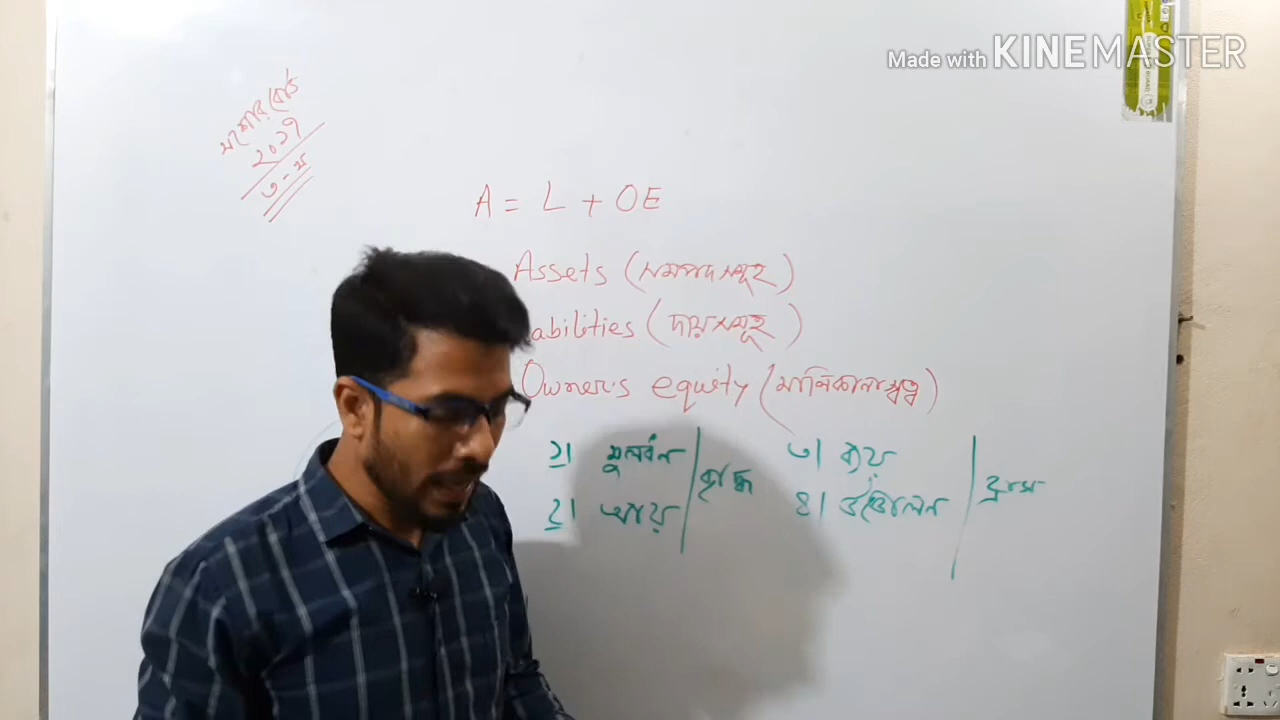 Made with KINEMASTER
যশোর বোর্ড
২০১৭
৩-খ
A = L + OE
Assets (সম্পদসমূহ)
abilities (দায়সমূহ)
Owner's equity (মালিকানাস্বত্ব)
১। মূলধন বৃদ্ধি ৩। ব্যয় হ্রাস
২। আয় ৪। উত্তোলন